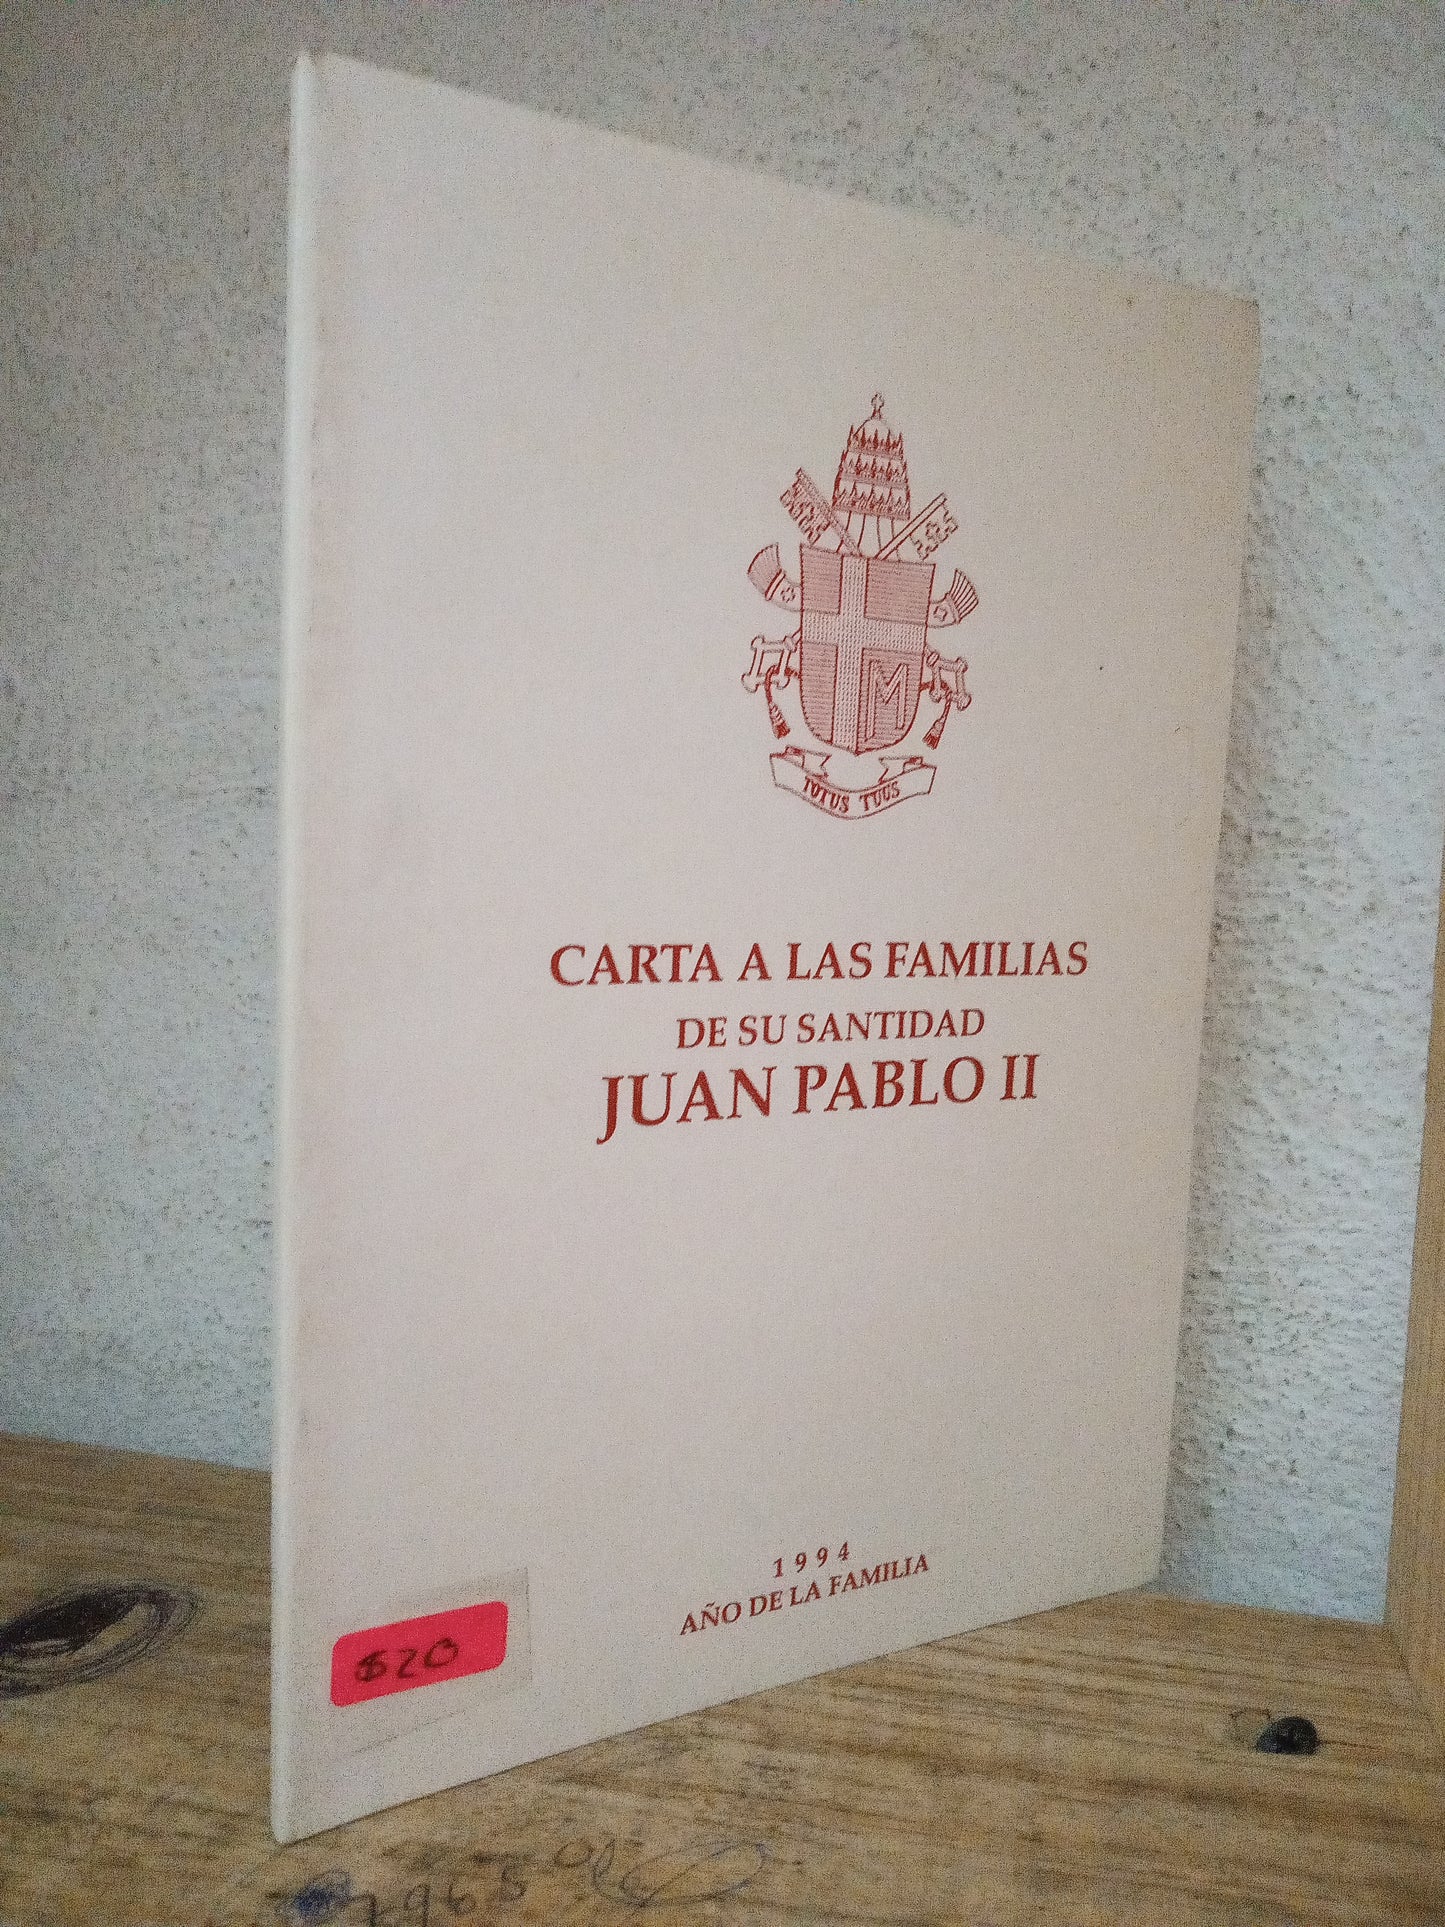 M
TOTUS TUUS
CARTA A LAS FAMILIAS
DE SU SANTIDAD
JUAN PABLO II
1994
AÑO DE LA FAMILIA
$20